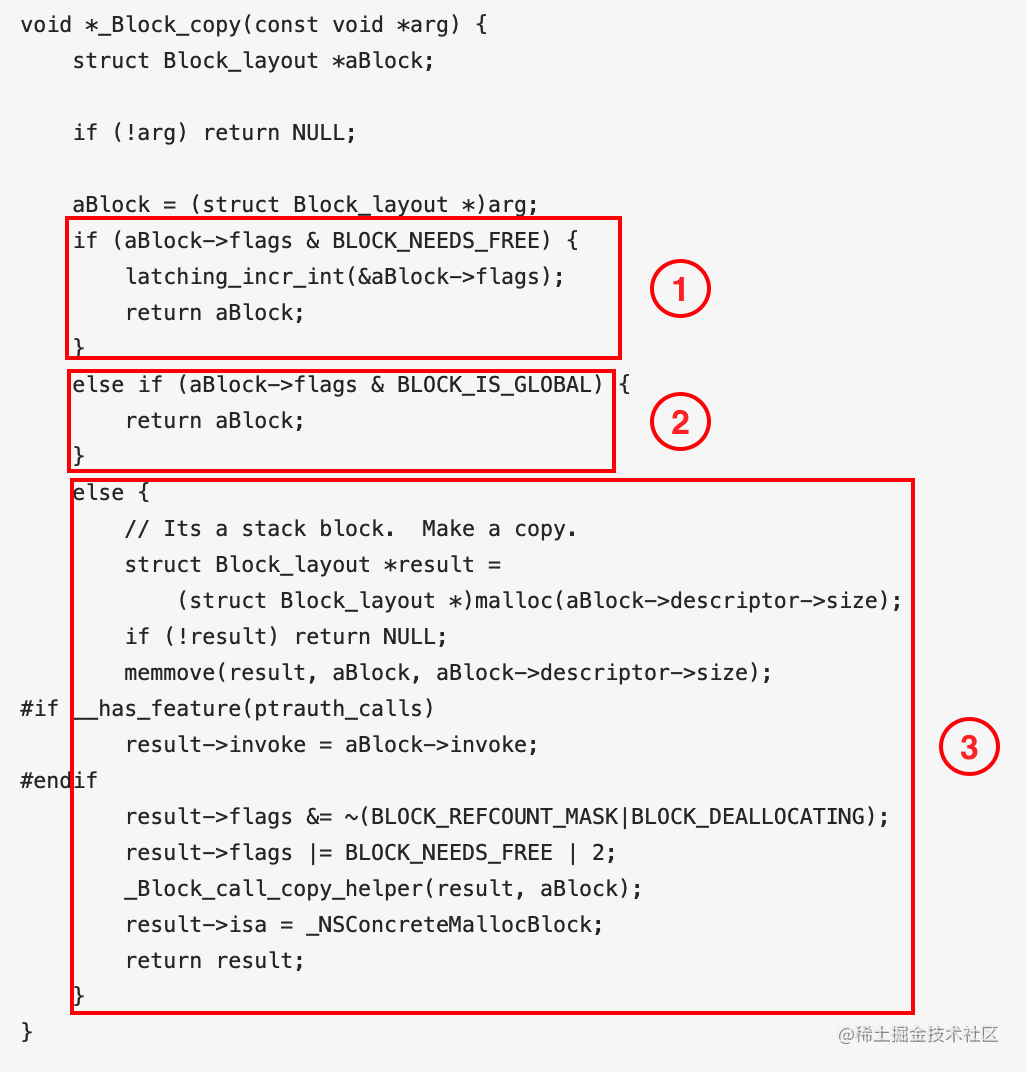 void *_Block_copy(const void *arg) {
    struct Block_layout *aBlock;

    if (!arg) return NULL;

    aBlock = (struct Block_layout *)arg;
    if (aBlock->flags & BLOCK_NEEDS_FREE) {
        latching_incr_int(&aBlock->flags);
        return aBlock;
    }
1
    else if (aBlock->flags & BLOCK_IS_GLOBAL) {
        return aBlock;
    }
2
    else {
        // Its a stack block.  Make a copy.
        struct Block_layout *result =
            (struct Block_layout *)malloc(aBlock->descriptor->size);
        if (!result) return NULL;
        memmove(result, aBlock, aBlock->descriptor->size);
#if __has_feature(ptrauth_calls)
        result->invoke = aBlock->invoke;
#endif
        result->flags &= ~(BLOCK_REFCOUNT_MASK|BLOCK_DEALLOCATING);
        result->flags |= BLOCK_NEEDS_FREE | 2;
        _Block_call_copy_helper(result, aBlock);
        result->isa = _NSConcreteMallocBlock;
        return result;
    }
3
}
@稀土掘金技术社区